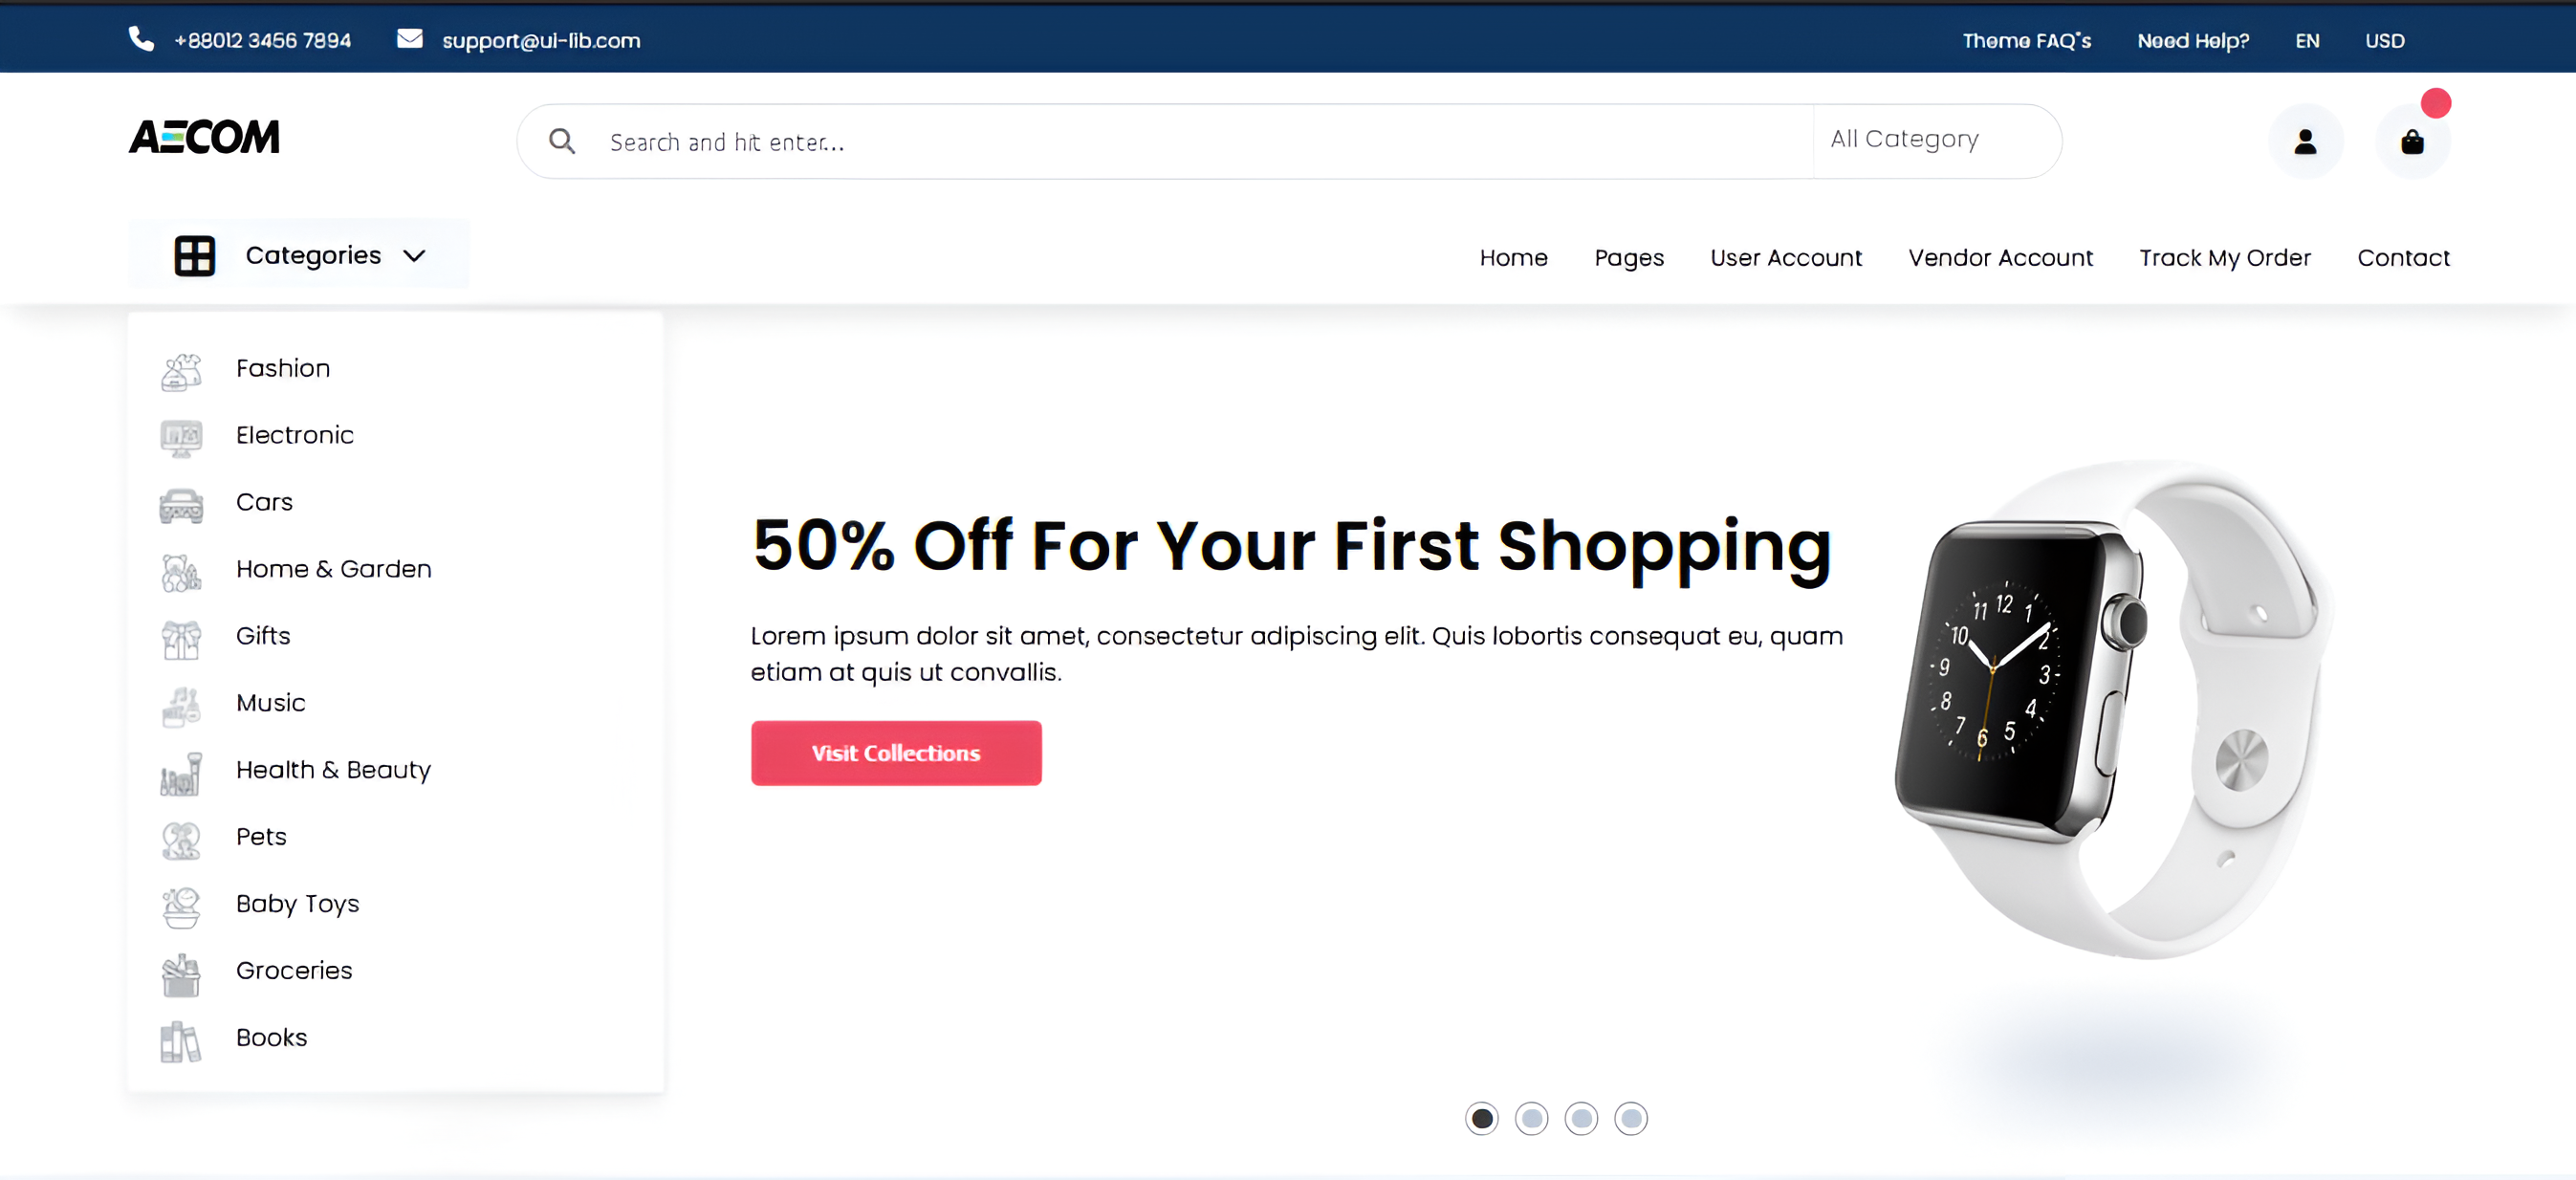 +88012 3456 7894 support@ui-lib.com Theme FAQ"s Need Help? EN USD
AECOM Search and hit enter... All Category
Categories Home Pages User Account Vendor Account Track My Order Contact
Fashion
Electronic
Cars
Home & Garden
Gifts
Music
Health & Beauty
Pets
Baby Toys
Groceries
Books
50% Off For Your First Shopping
Lorem ipsum dolor sit amet, consectetur adipiscing elit. Quis lobortis consequat eu, quam
etiam at quis ut convallis.
Visit Collections
11 12 1
10 2
9 3
8 4
7 6 5